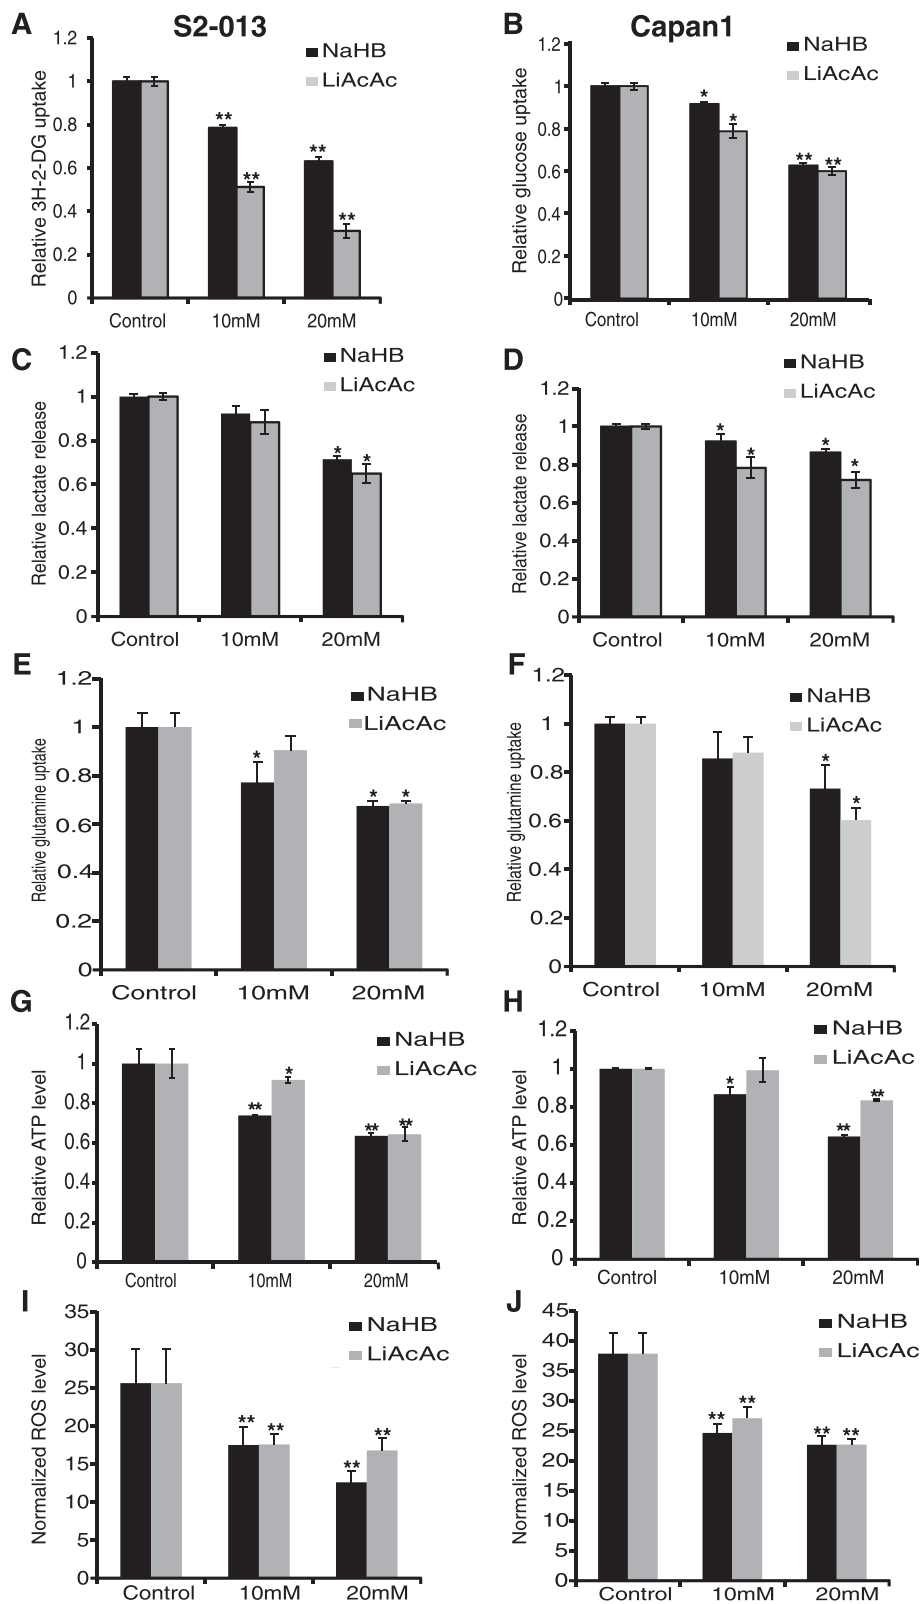 A S2-013
NaHB
LiAcAc
Relative 3H-2-DG uptake
1.2
1
0.8
0.6
0.4
0.2
0
** ** ** **
Control 10mM 20mM
B Capan1
NaHB
LiAcAc
Relative glucose uptake
1.2
1
0.8
0.6
0.4
0.2
0
* * ** **
Control 10mM 20mM
C
NaHB
LiAcAc
Relative lactate release
1.2
1
0.8
0.6
0.4
0.2
0
* *
Control 10mM 20mM
D
NaHB
LiAcAc
Relative lactate release
1.2
1
0.8
0.6
0.4
0.2
0
* * * *
Control 10mM 20mM
E
NaHB
LiAcAc
Relative glutamine uptake
1.2
1
0.8
0.6
0.4
0.2
0
* * *
Control 10mM 20mM
F
NaHB
LiAcAc
Relative glutamine uptake
1.2
1
0.8
0.6
0.4
0.2
0
* *
Control 10mM 20mM
G
NaHB
LiAcAc
Relative ATP level
1.2
1
0.8
0.6
0.4
0.2
0
** * ** **
Control 10mM 20mM
H
NaHB
LiAcAc
Relative ATP level
1.2
1
0.8
0.6
0.4
0.2
0
* ** **
Control 10mM 20mM
I
NaHB
LiAcAc
Normalized ROS level
35
30
25
20
15
10
5
0
** ** ** **
Control 10mM 20mM
J
NaHB
LiAcAc
Normalized ROS level
45
40
35
30
25
20
15
10
5
0
** ** ** **
Control 10mM 20mM